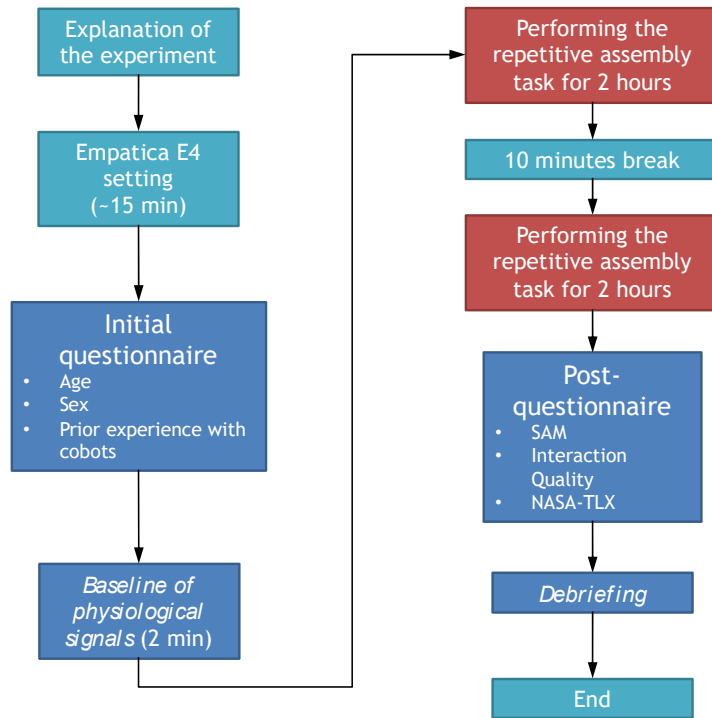 Explanation of
the experiment
Empatica E4
setting
(~15 min)
Initial
questionnaire
• Age
• Sex
• Prior experience with
cobots
Baseline of
physiological
signals (2 min)
Performing the
repetitive assembly
task for 2 hours
10 minutes break
Performing the
repetitive assembly
task for 2 hours
Post-
questionnaire
• SAM
• Interaction
Quality
• NASA-TLX
Debriefing
End